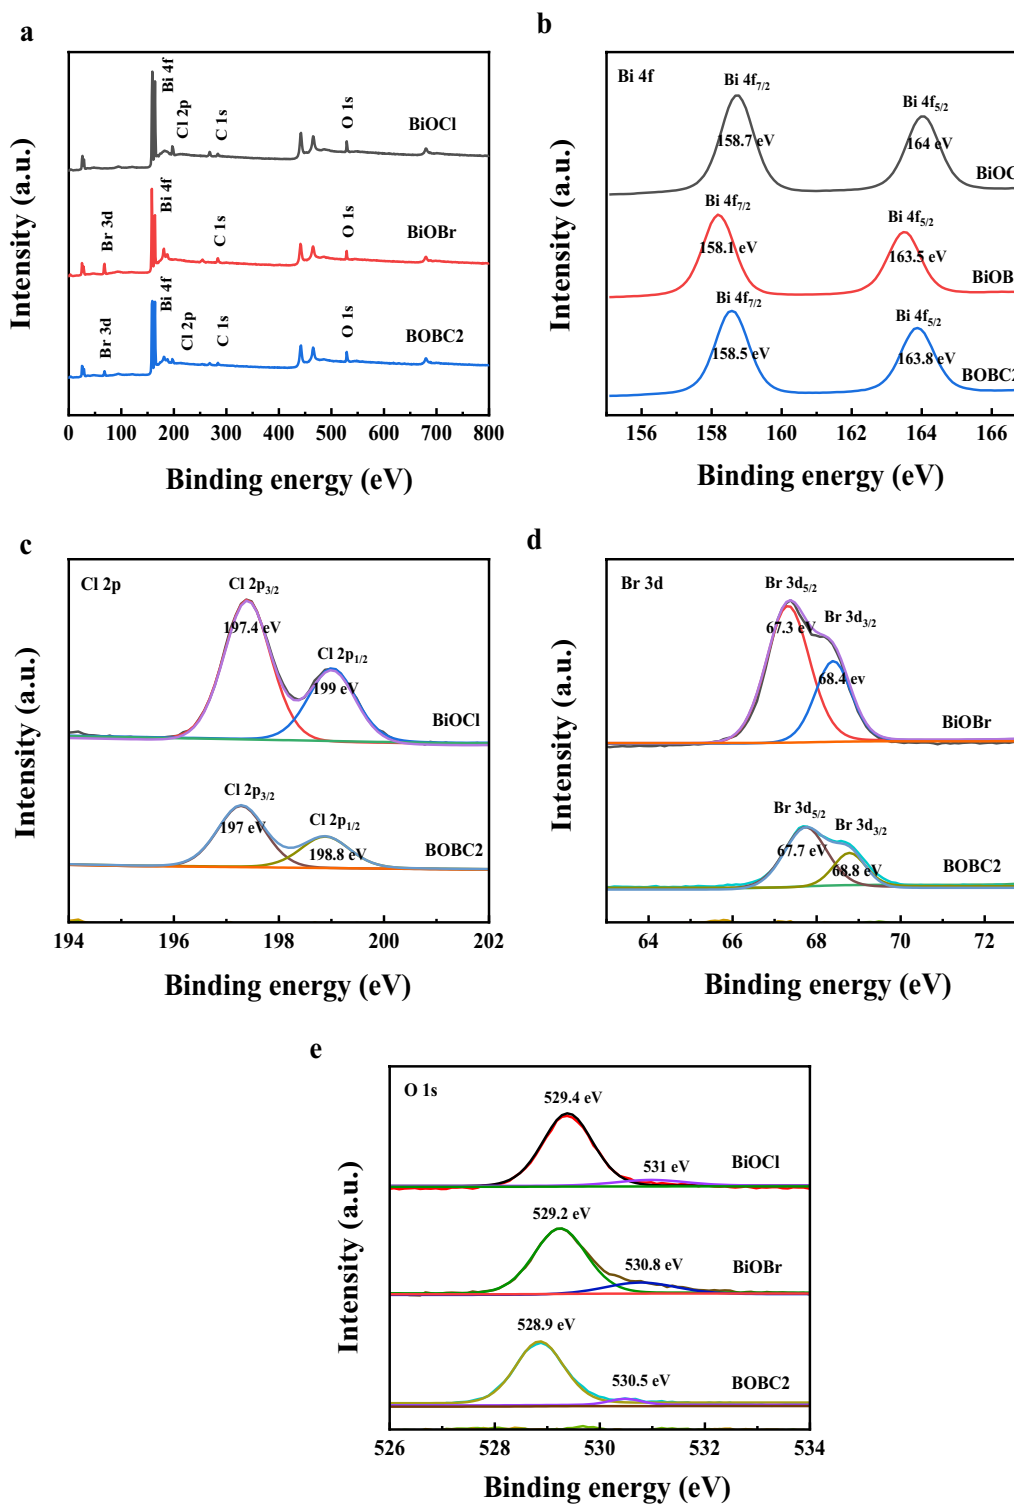 a
Intensity (a.u.)
Bi 4f
Cl 2p
C 1s
O 1s
BiOCl
Br 3d
Bi 4f
C 1s
O 1s
BiOBr
Br 3d
Bi 4f
Cl 2p
C 1s
O 1s
BOBC2
0 100 200 300 400 500 600 700 800
Binding energy (eV)
b
Intensity (a.u.)
Bi 4f
Bi 4f7/2
158.7 eV
Bi 4f5/2
164 eV
BiOC
Bi 4f7/2
158.1 eV
Bi 4f5/2
163.5 eV
BiOB
Bi 4f7/2
158.5 eV
Bi 4f5/2
163.8 eV
BOBC2
156 158 160 162 164 166
Binding energy (eV)
c
Intensity (a.u.)
Cl 2p
Cl 2p3/2
197.4 eV
Cl 2p1/2
199 eV
BiOCl
Cl 2p3/2
197 eV
Cl 2p1/2
198.8 eV
BOBC2
194 196 198 200 202
Binding energy (eV)
d
Intensity (a.u.)
Br 3d
Br 3d5/2
67.3 eV
Br 3d3/2
68.4 ev
BiOBr
Br 3d5/2
67.7 eV
Br 3d3/2
68.8 eV
BOBC2
64 66 68 70 72
Binding energy (eV)
e
Intensity (a.u.)
O 1s
529.4 eV
531 eV
BiOCl
529.2 eV
530.8 eV
BiOBr
528.9 eV
530.5 eV
BOBC2
526 528 530 532 534
Binding energy (eV)